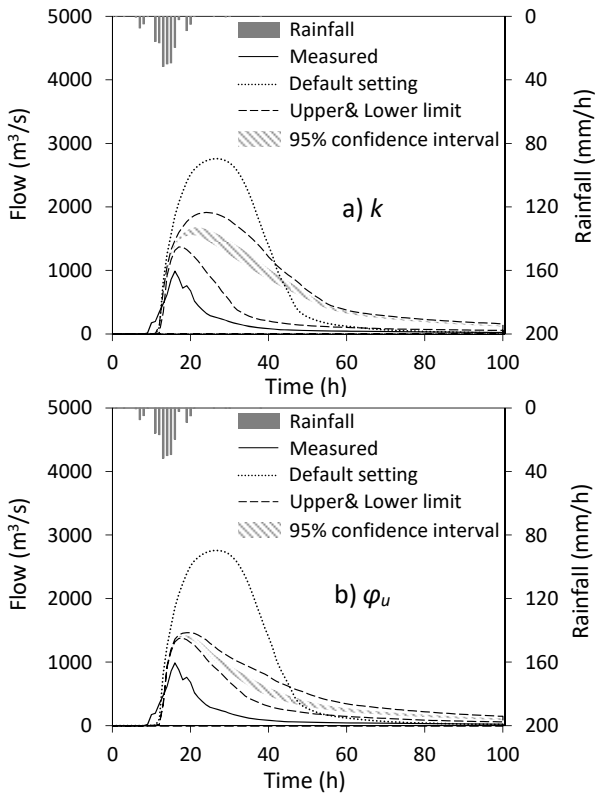 5000
4000
3000
2000
1000
0
Flow (m³/s)
0
40
80
120
160
200
Rainfall (mm/h)
Rainfall
Measured
Default setting
Upper& Lower limit
95% confidence interval
a) k
0 20 40 60 80 100
Time (h)
5000
4000
3000
2000
1000
0
Flow (m³/s)
0
40
80
120
160
200
Rainfall (mm/h)
Rainfall
Measured
Default setting
Upper& Lower limit
95% confidence interval
b) φᵤ
0 20 40 60 80 100
Time (h)